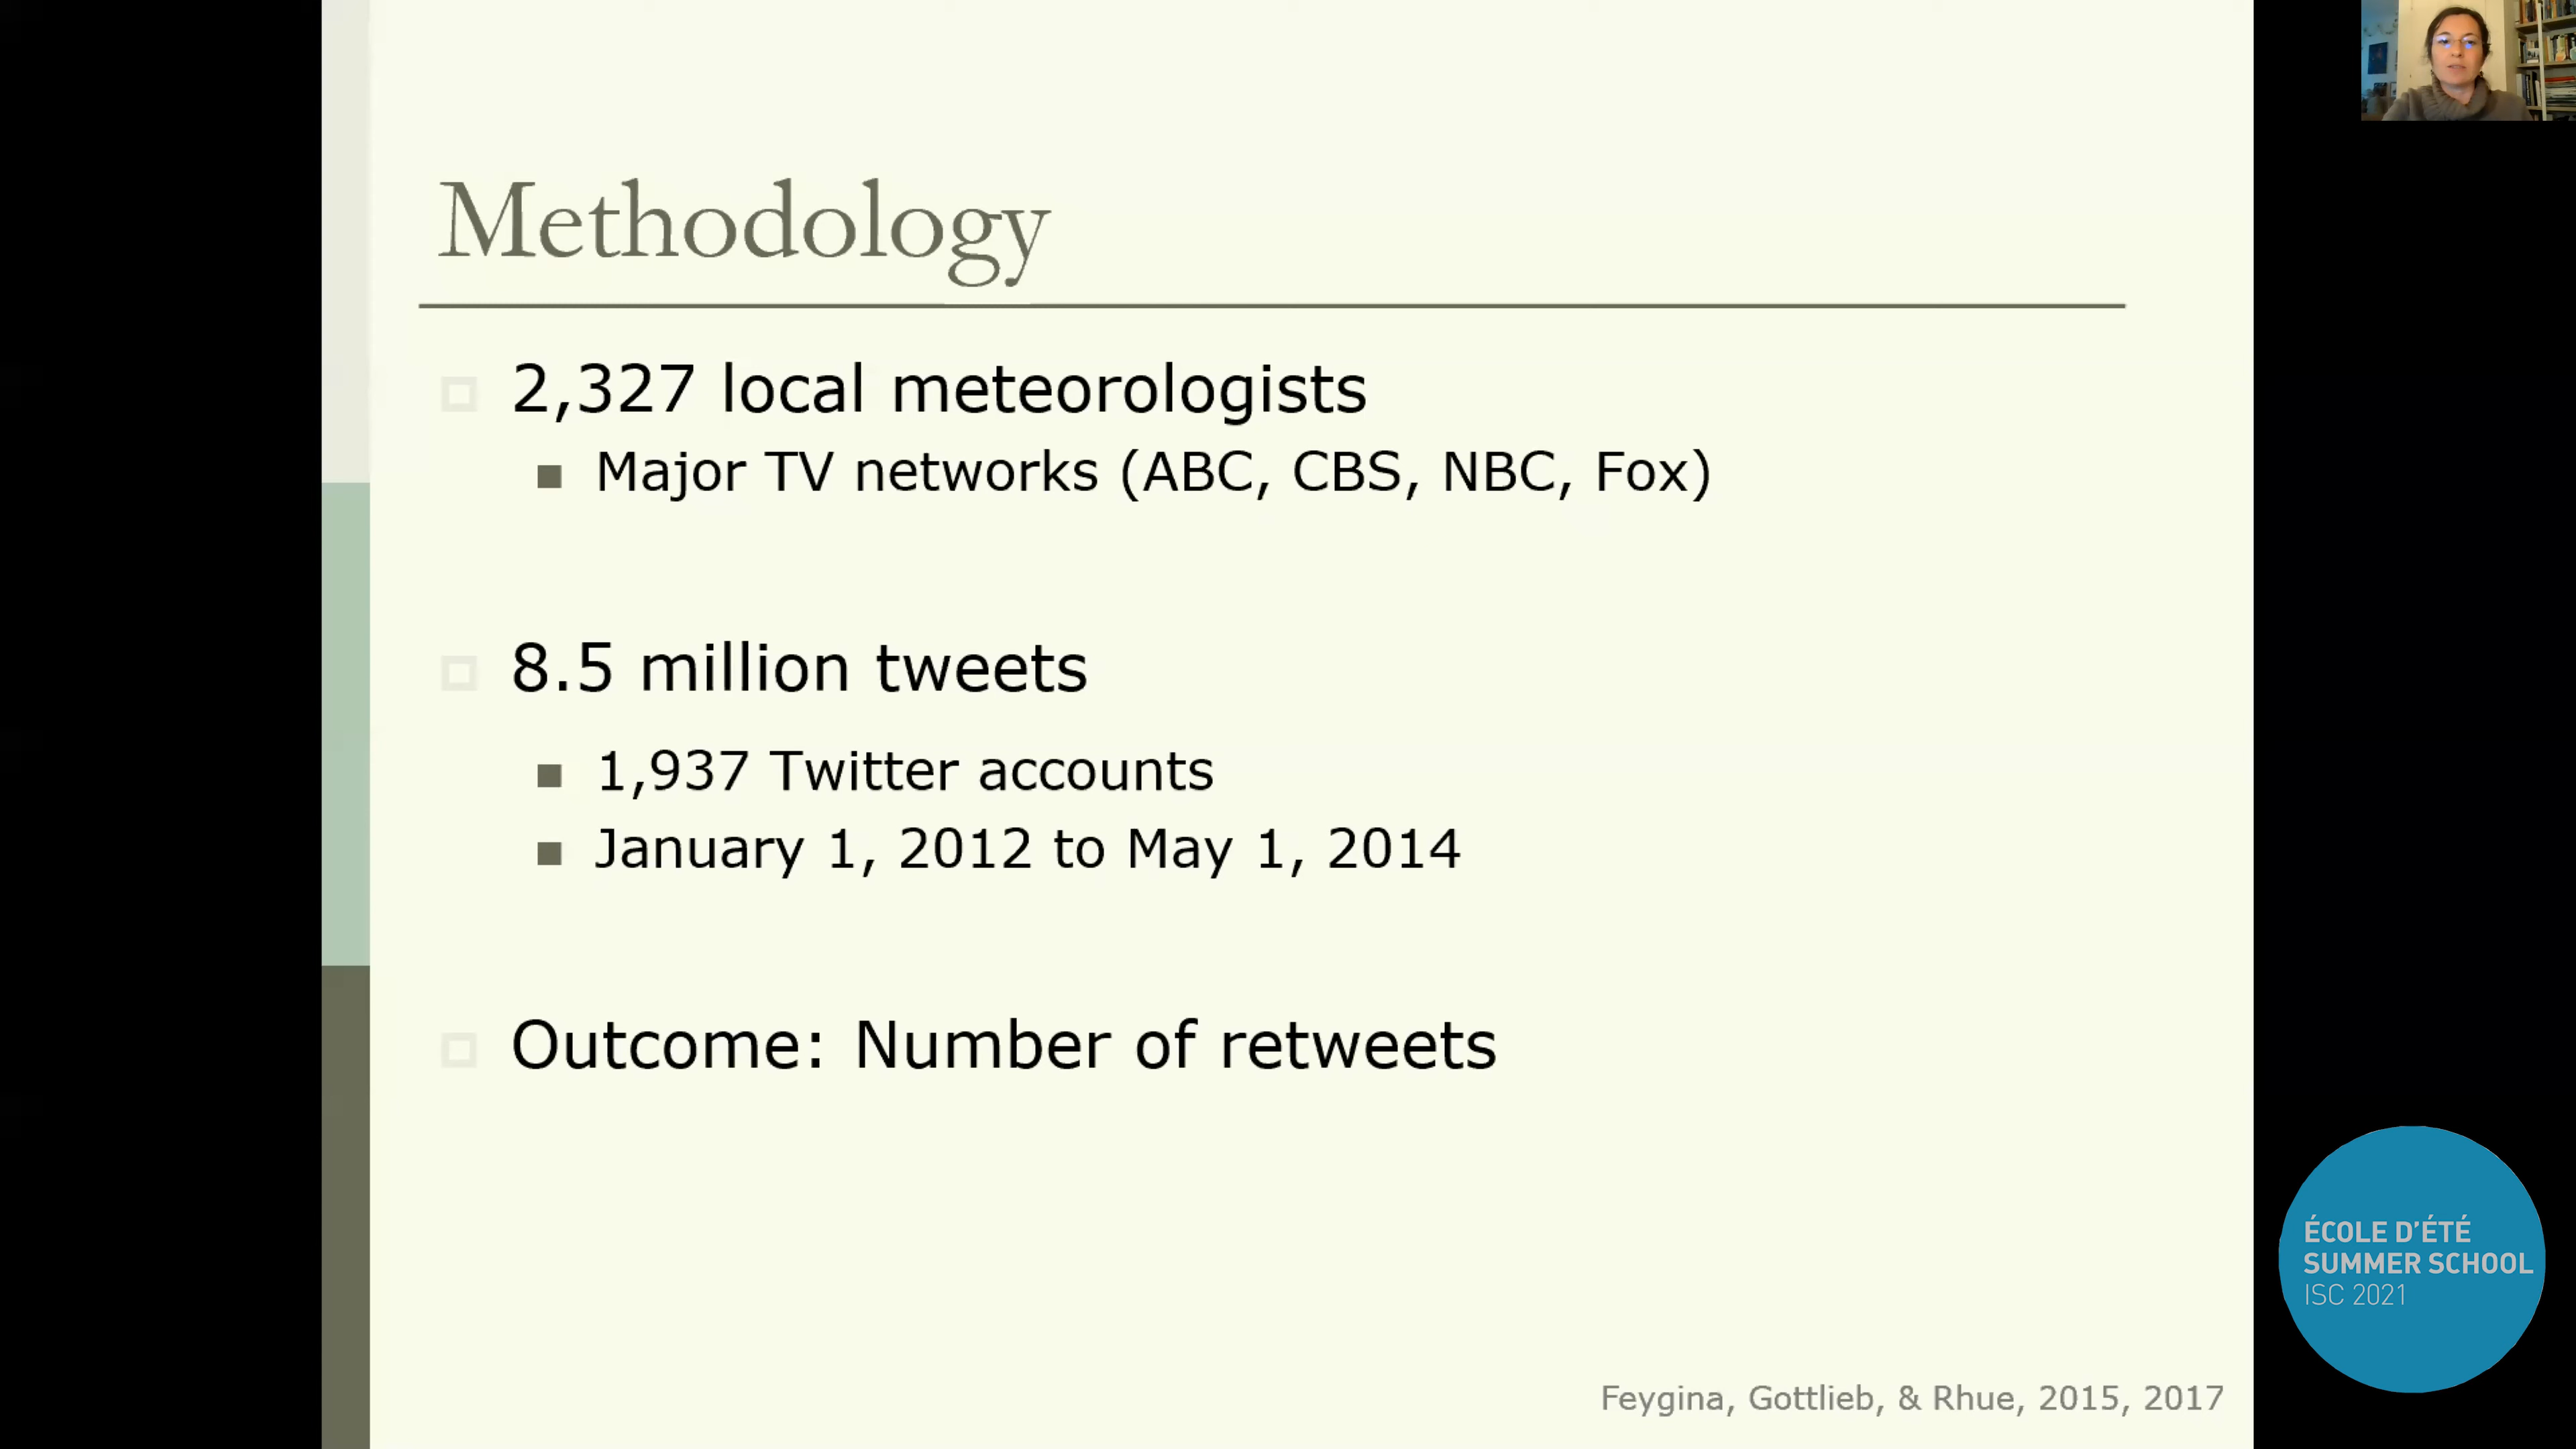 Methodology
2,327 local meteorologists
Major TV networks (ABC, CBS, NBC, Fox)
8.5 million tweets
1,937 Twitter accounts
January 1, 2012 to May 1, 2014
Outcome: Number of retweets
ÉCOLE D'ÉTÉ
SUMMER SCHOOL
ISC 2021
Feygina, Gottlieb, & Rhue, 2015, 2017